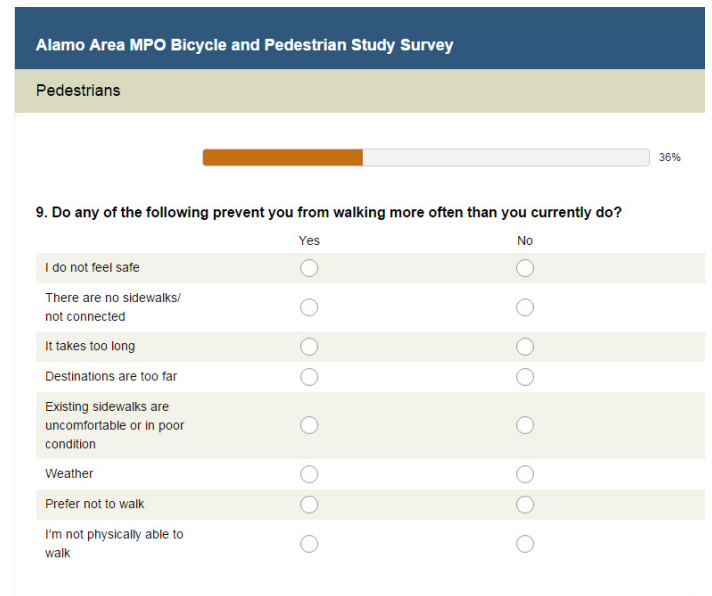 Alamo Area MPO Bicycle and Pedestrian Study Survey
Pedestrians
36%
9. Do any of the following prevent you from walking more often than you currently do?
Yes No
I do not feel safe
There are no sidewalks/
not connected
It takes too long
Destinations are too far
Existing sidewalks are
uncomfortable or in poor
condition
Weather
Prefer not to walk
I'm not physically able to
walk